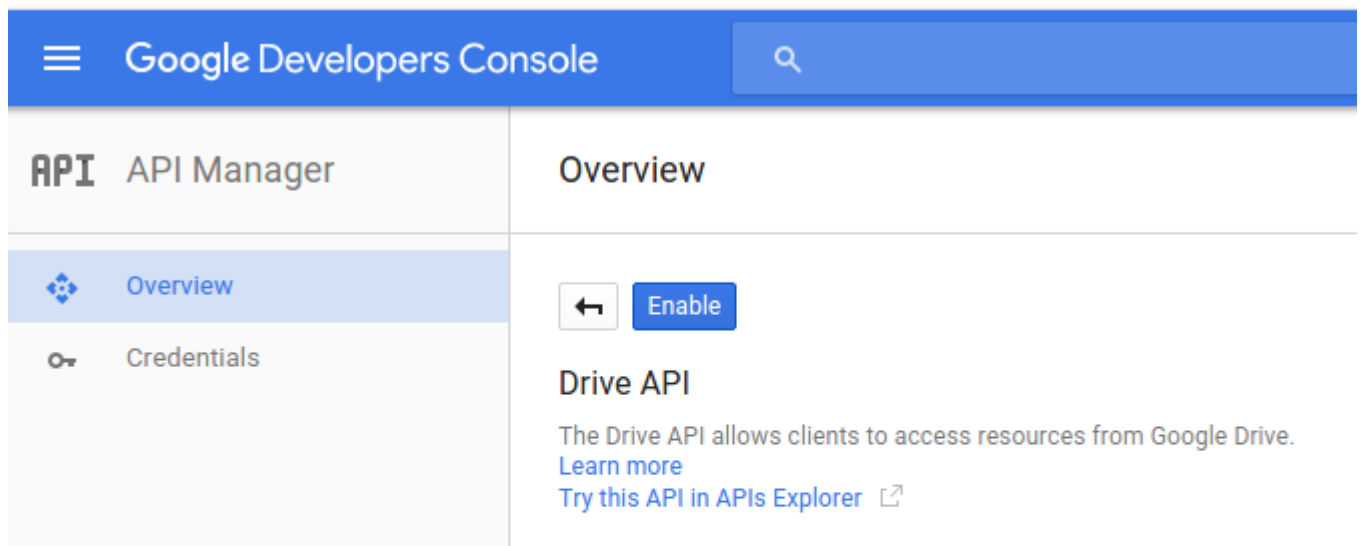 Google Developers Console
API API Manager
Overview
Overview
Credentials
Enable
Drive API
The Drive API allows clients to access resources from Google Drive.
Learn more
Try this API in APIs Explorer